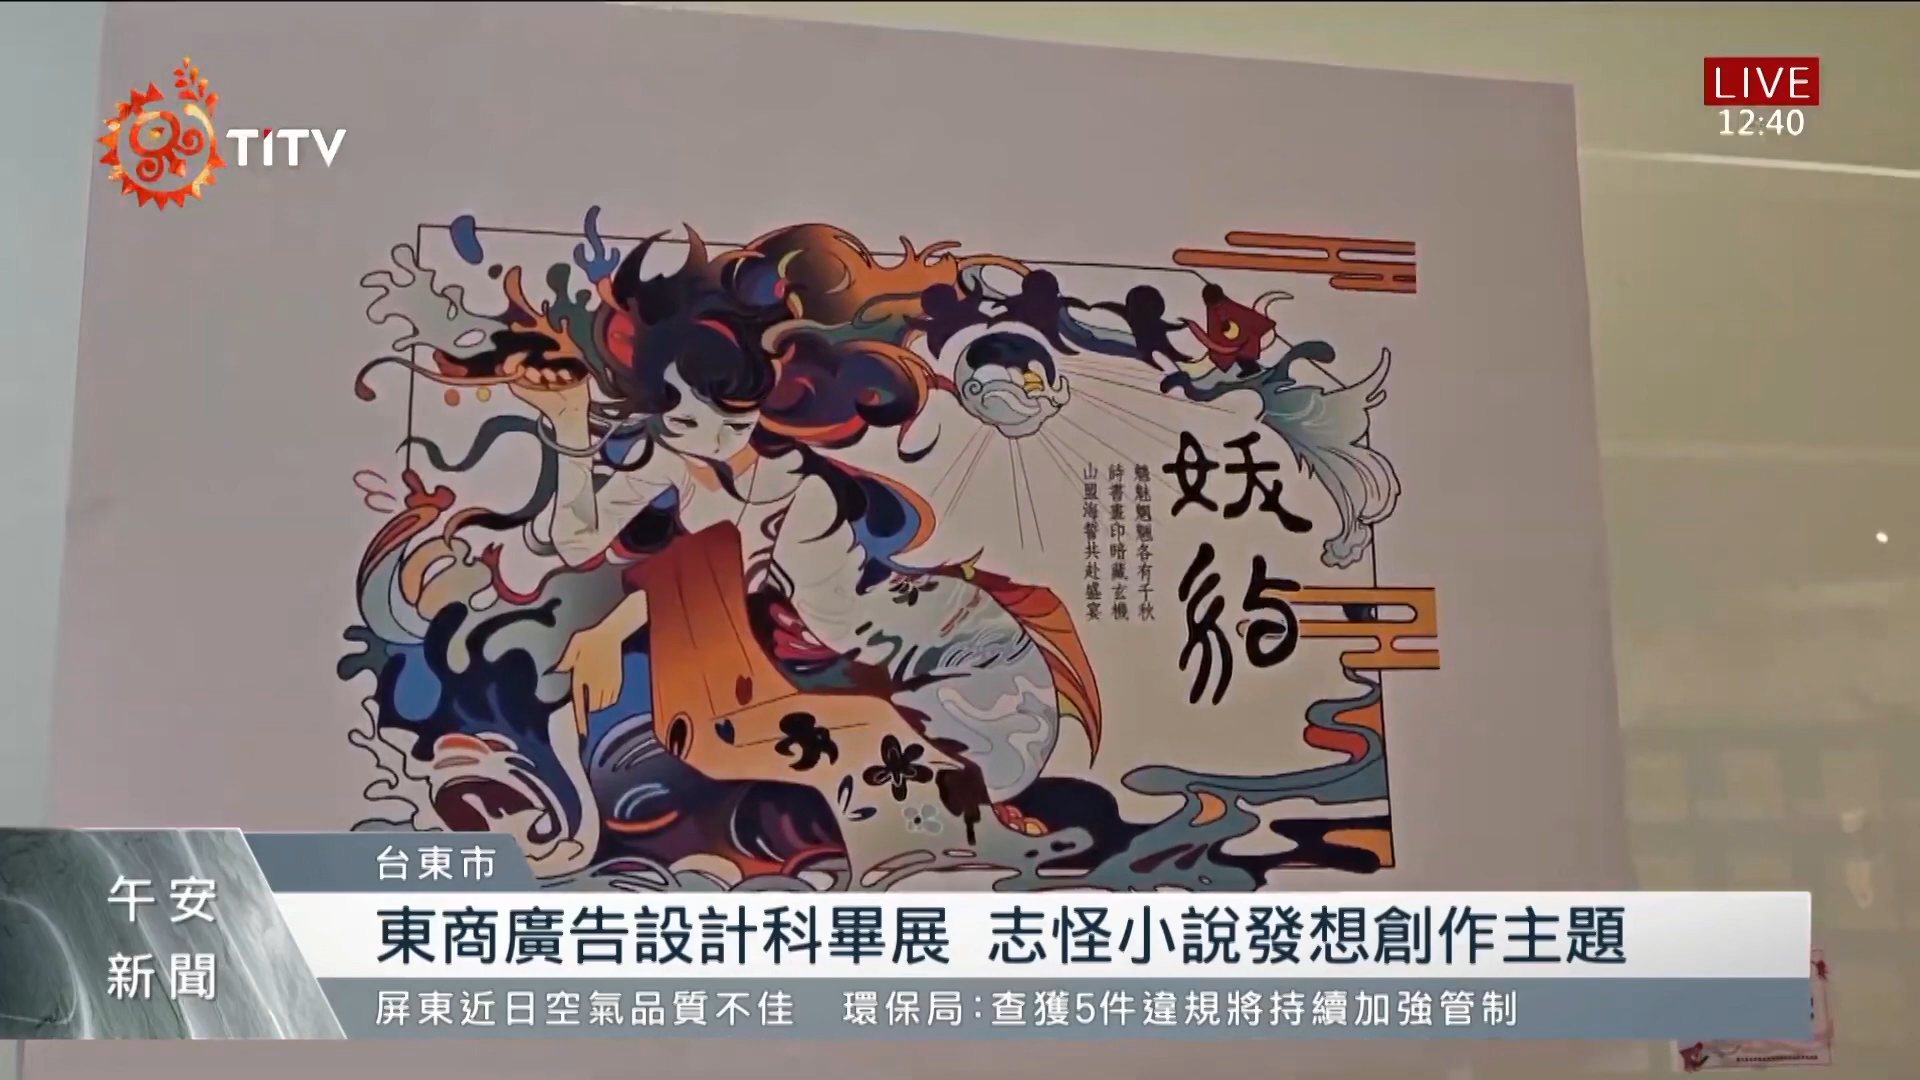 TiTV
LIVE
12:40
妖豹
魑魅魍魎各有千秋
詩書畫印暗藏玄機
山盟海誓共赴盛宴
台東市
午安
新聞
東商廣告設計科畢展 志怪小說發想創作主題
屏東近日空氣品質不佳 環保局:查獲5件違規將持續加強管制